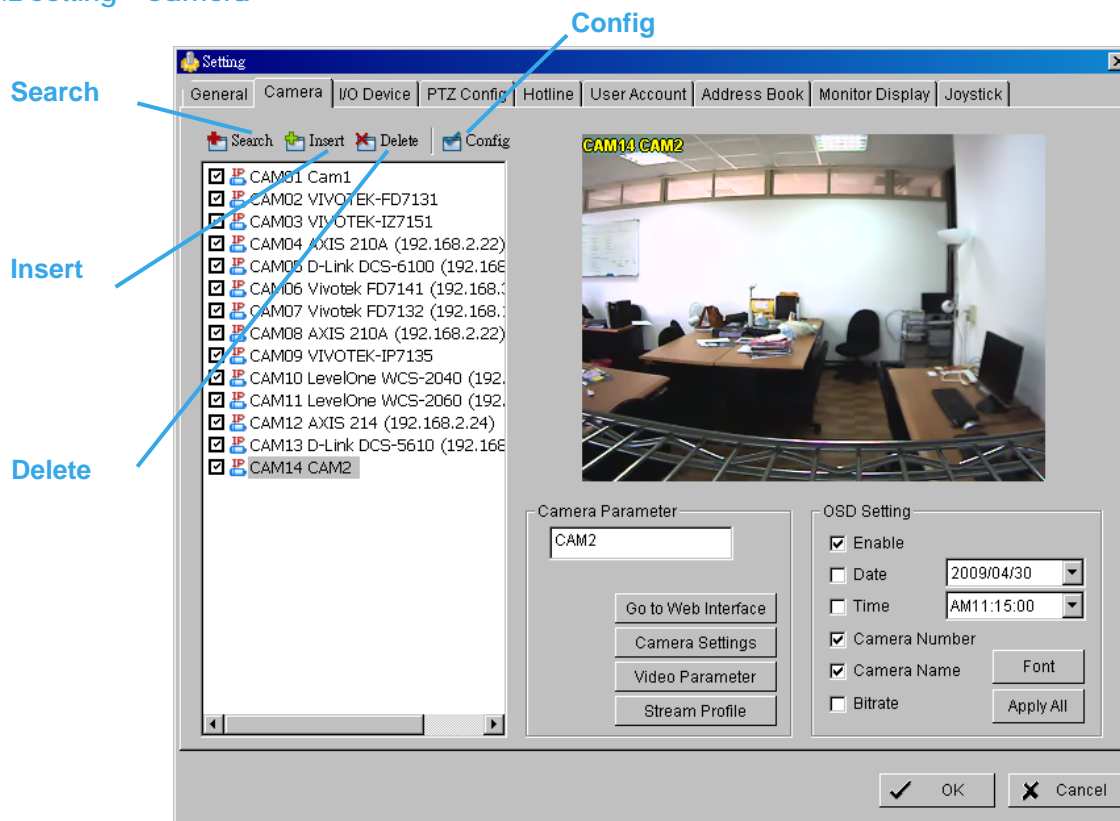 Config
Search
Insert
Delete
Setting
General Camera I/O Device PTZ Config Hotline User Account Address Book Monitor Display Joystick
Search Insert Delete Config
CAM01 Cam1
CAM02 VIVOTEK-FD7131
CAM03 VIVOTEK-IZ7151
CAM04 AXIS 210A (192.168.2.22)
CAM05 D-Link DCS-6100 (192.168
CAM06 Vivotek FD7141 (192.168.
CAM07 Vivotek FD7132 (192.168.
CAM08 AXIS 210A (192.168.2.22)
CAM09 VIVOTEK-IP7135
CAM10 LevelOne WCS-2040 (192.
CAM11 LevelOne WCS-2060 (192.
CAM12 AXIS 214 (192.168.2.24)
CAM13 D-Link DCS-5610 (192.168
CAM14 CAM2
CAM14 CAM2
Camera Parameter
CAM2
Go to Web Interface
Camera Settings
Video Parameter
Stream Profile
OSD Setting
Enable
Date 2009/04/30
Time AM11:15:00
Camera Number
Camera Name
Bitrate
Font
Apply All
OK Cancel